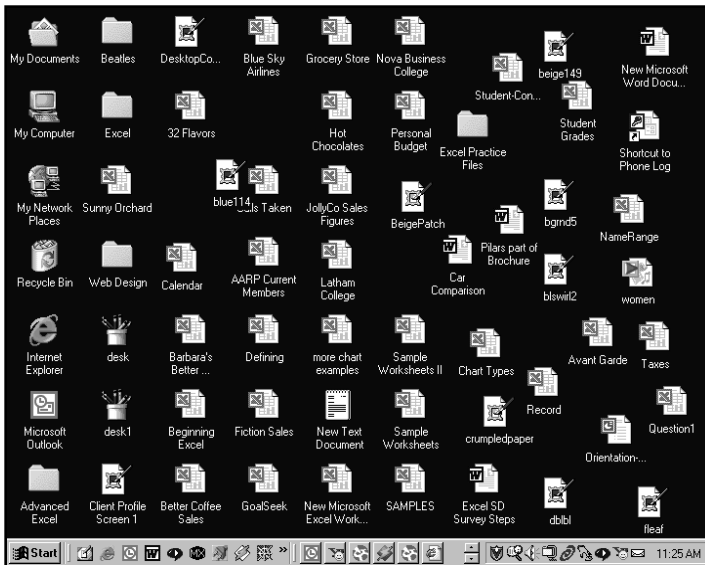 My Documents
Beatles
DesktopCo...
Blue Sky
Airlines
Grocery Store
Nova Business
College
Student-Con...
beige149
New Microsoft
Word Docu...
My Computer
Excel
32 Flavors
Hot
Chocolates
Personal
Budget
Excel Practice
Files
Student
Grades
Shortcut to
Phone Log
My Network
Places
Sunny Orchard
blue114
Taken
JollyCo Sales
Figures
BeigePatch
Pilars part of
Brochure
bgrnd5
NameRange
Recycle Bin
Web Design
Calendar
AARP Current
Members
Latham
College
Car
Comparison
blswirl2
women
Internet
Explorer
desk
Barbara's
Better ...
Defining
more chart
examples
Sample
Worksheets II
Chart Types
Avant Garde
Taxes
Microsoft
Outlook
desk1
Beginning
Excel
Fiction Sales
New Text
Document
Sample
Worksheets
crumpledpaper
Record
Orientation-...
Question1
Advanced
Excel
Client Profile
Screen 1
Better Coffee
Sales
GoalSeek
New Microsoft
Excel Work...
SAMPLES
Excel SD
Survey Steps
dblbl
fleaf
Start
11:25 AM